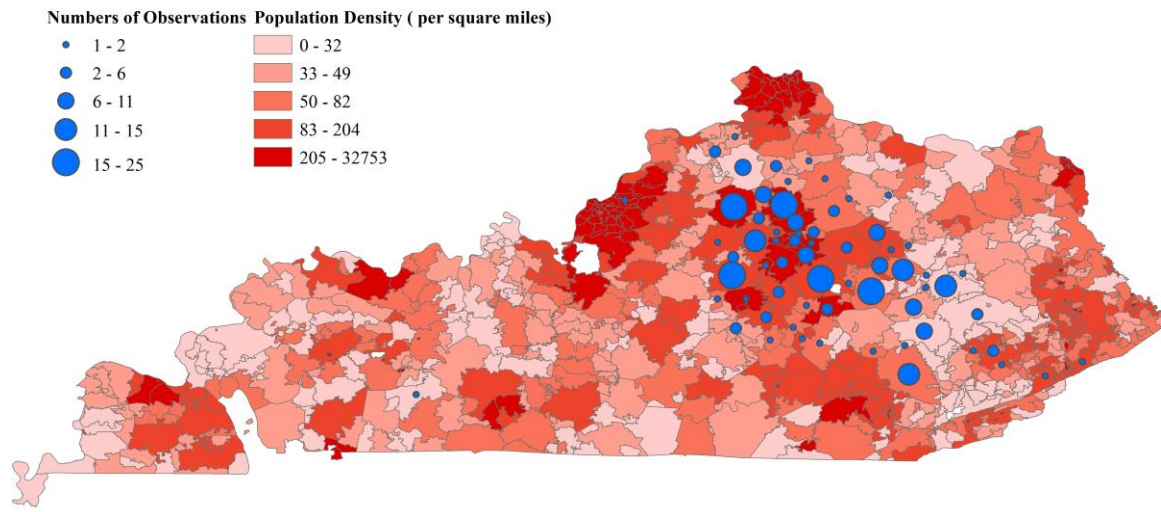 Numbers of Observations
1 - 2
2 - 6
6 - 11
11 - 15
15 - 25
Population Density ( per square miles)
0 - 32
33 - 49
50 - 82
83 - 204
205 - 32753